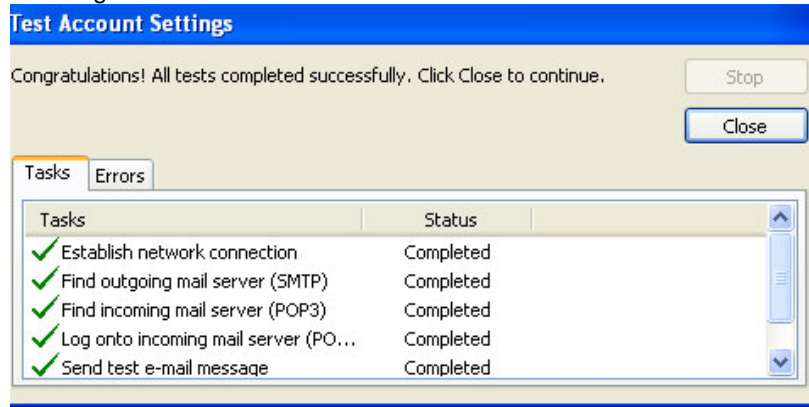 Test Account Settings
Congratulations! All tests completed successfully. Click Close to continue.
Stop
Close
Tasks Errors
Tasks Status
Establish network connection Completed
Find outgoing mail server (SMTP) Completed
Find incoming mail server (POP3) Completed
Log onto incoming mail server (PO... Completed
Send test e-mail message Completed